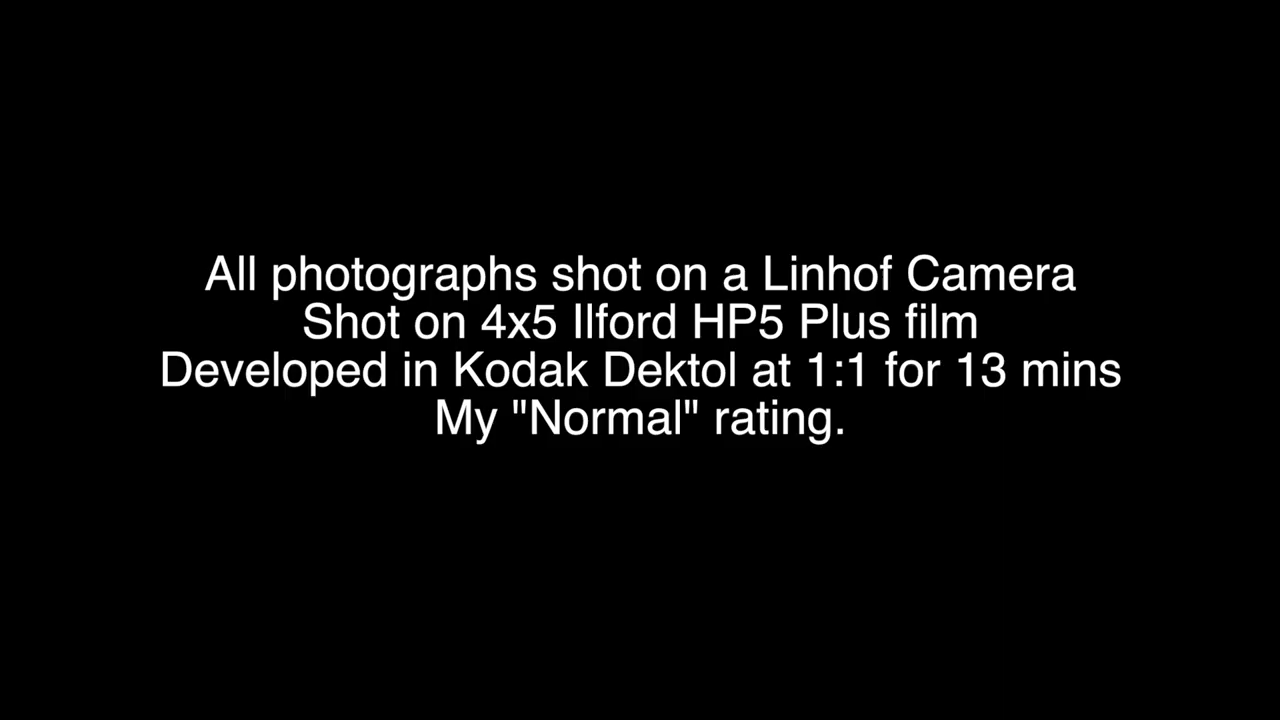 All photographs shot on a Linhof Camera
Shot on 4x5 Ilford HP5 Plus film
Developed in Kodak Dektol at 1:1 for 13 mins
My "Normal" rating.